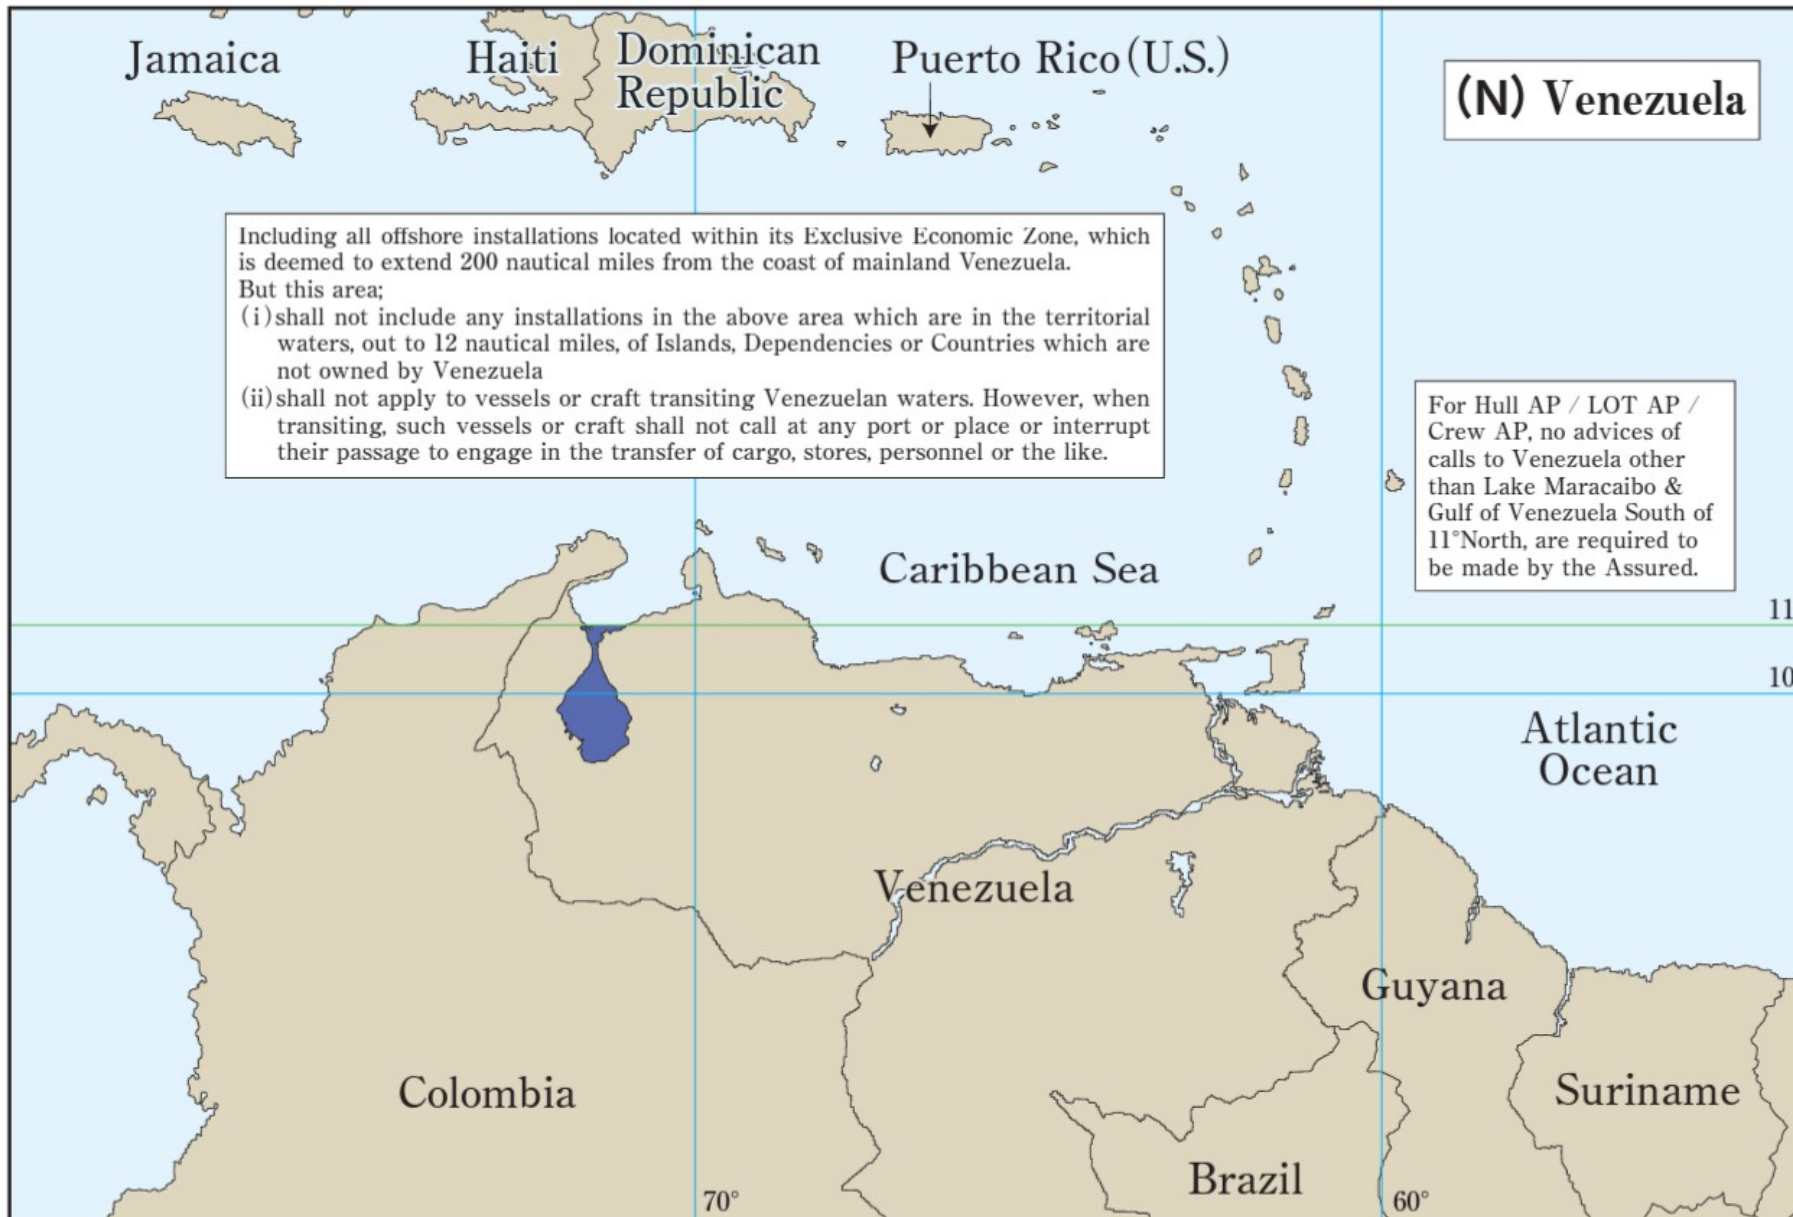 Jamaica
Haiti
Dominican
Republic
Puerto Rico (U.S.)
(N) Venezuela
Including all offshore installations located within its Exclusive Economic Zone, which
is deemed to extend 200 nautical miles from the coast of mainland Venezuela.
But this area;
(i) shall not include any installations in the above area which are in the territorial
waters, out to 12 nautical miles, of Islands, Dependencies or Countries which are
not owned by Venezuela
(ii) shall not apply to vessels or craft transiting Venezuelan waters. However, when
transiting, such vessels or craft shall not call at any port or place or interrupt
their passage to engage in the transfer of cargo, stores, personnel or the like.
For Hull AP / LOT AP /
Crew AP, no advices of
calls to Venezuela other
than Lake Maracaibo &
Gulf of Venezuela South of
11°North, are required to
be made by the Assured.
Caribbean Sea
11
10
Atlantic
Ocean
Venezuela
Guyana
Colombia
Suriname
Brazil
70°
60°